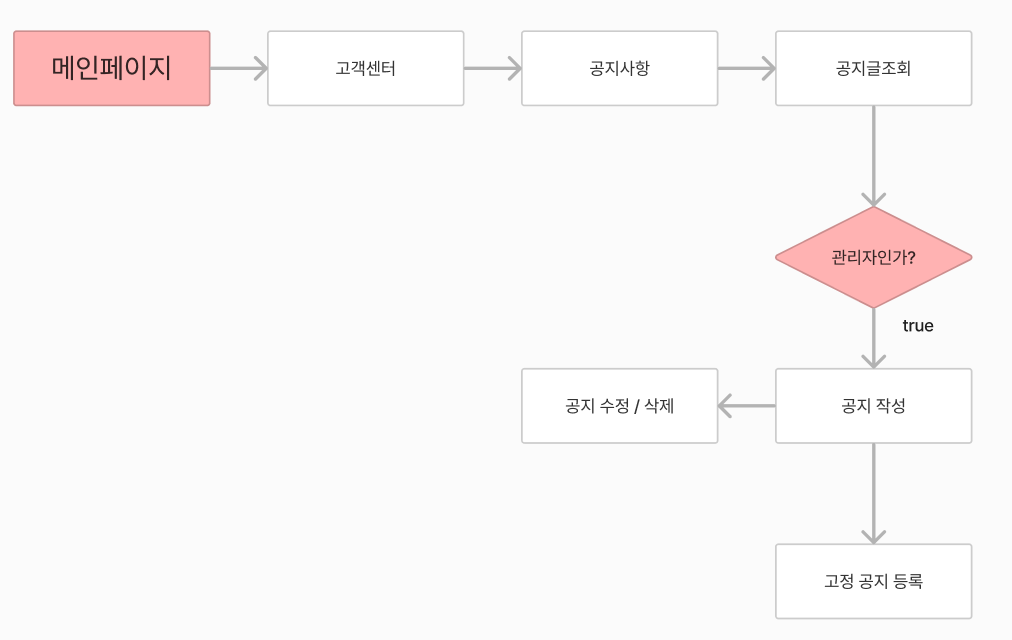 메인페이지
고객센터
공지사항
공지글조회
관리자인가?
true
공지 수정 / 삭제
공지 작성
고정 공지 등록